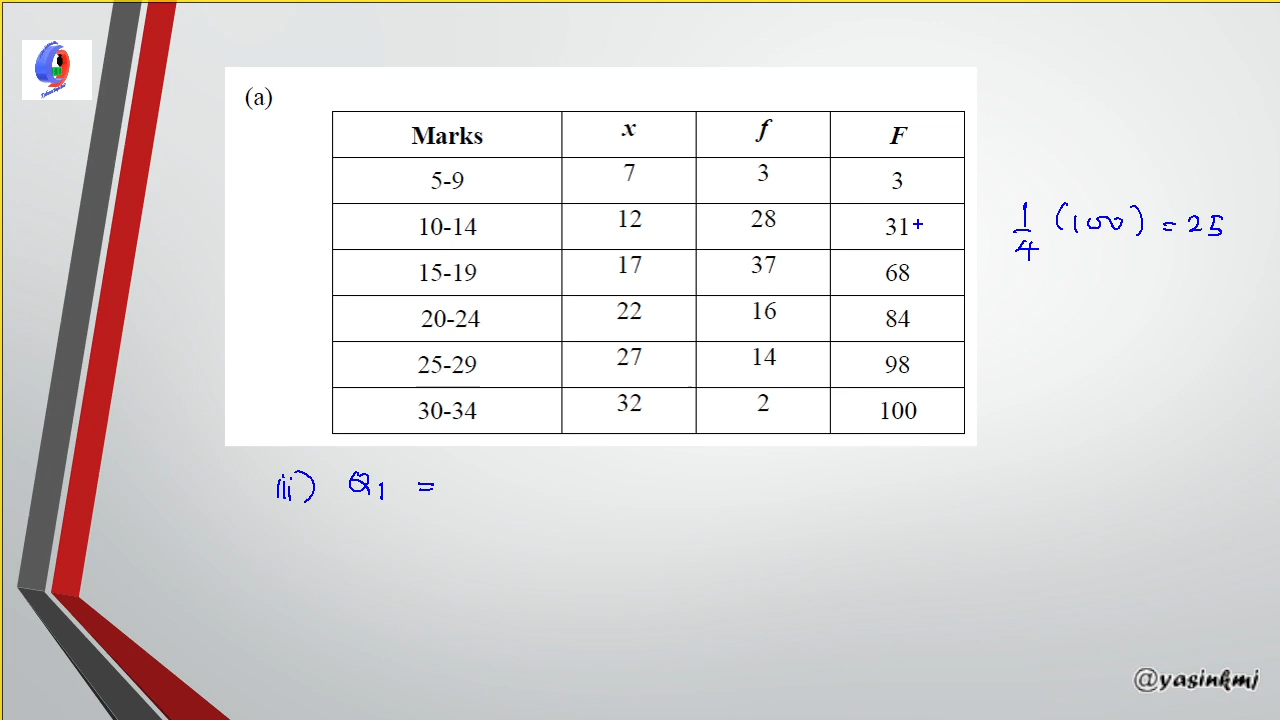 (a)
Marks x f F
5-9 7 3 3
10-14 12 28 31+
15-19 17 37 68
20-24 22 16 84
25-29 27 14 98
30-34 32 2 100
1/4 (100) = 25
(ii) Q1 =
@yasinkmj